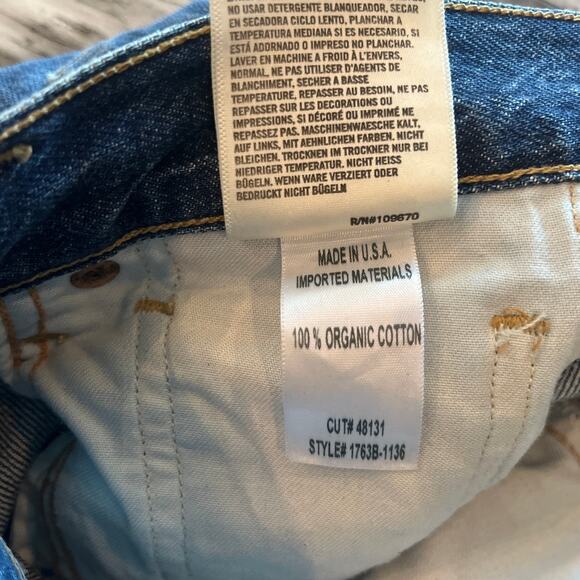 NO USAR DETERGENTE BLANQUEADOR, SECAR
EN SECADORA CICLO LENTO, PLANCHAR A
TEMPERATURA MEDIANA SI ES NECESARIO, SI
ESTÁ ADORNADO O IMPRESO NO PLANCHAR.
LAVER EN MACHINE A FROID À L'ENVERS,
NORMAL. NE PAS UTILISER D'AGENTS DE
BLANCHIMENT, SECHER A BASSE
TEMPERATURE. REPASSER AU BESOIN, NE PAS
REPASSER SUR LES DECORATIONS OU
IMPRESSIONS, SI DÉCORÉ OU IMPRIMÉ NE
REPASSEZ PAS. MASCHINENWAESCHE KALT,
AUF LINKS, MIT AEHNLICHEN FARBEN. NICHT
BLEICHEN. TROCKNEN IM TROCKNER NUR BEI
NIEDRIGER TEMPERATUR. NICHT HEISS
BÜGELN. WENN WARE VERZIERT ODER
BEDRUCKT NICHT BÜGELN
R/N#109670
MADE IN U.S.A.
IMPORTED MATERIALS
100 % ORGANIC COTTON
CUT# 48131
STYLE# 1763B-1136